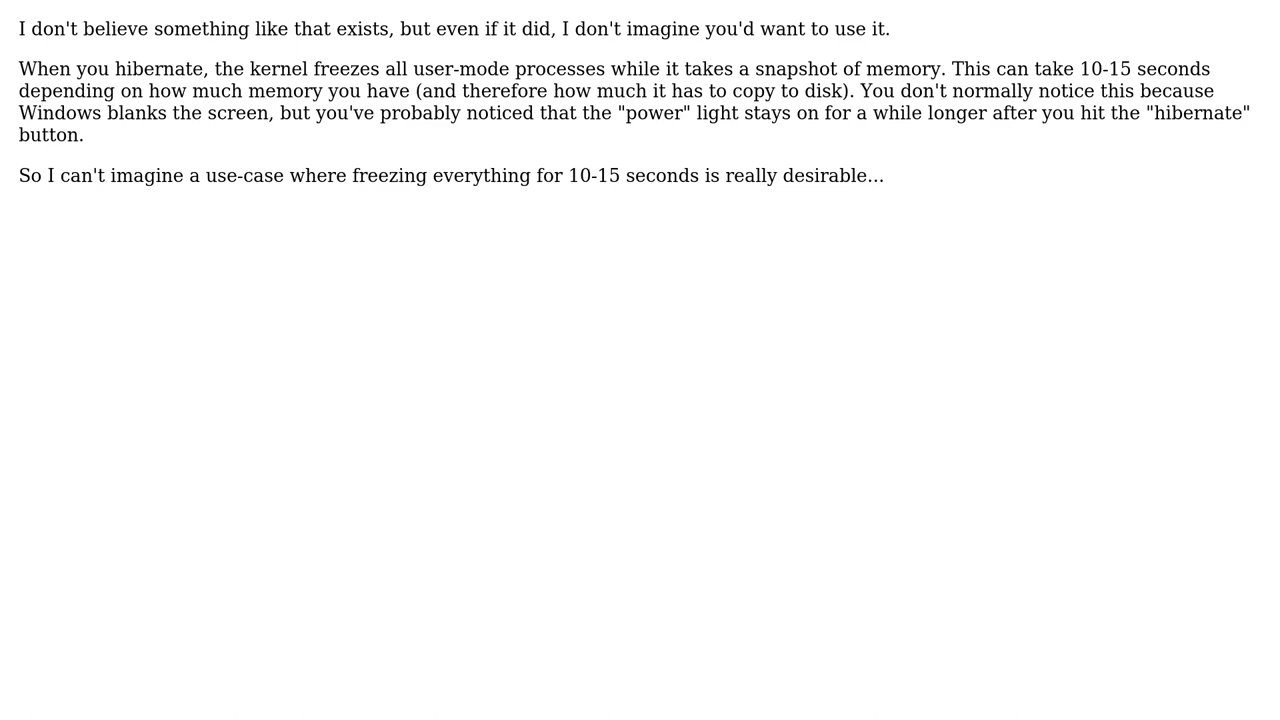 I don't believe something like that exists, but even if it did, I don't imagine you'd want to use it.
When you hibernate, the kernel freezes all user-mode processes while it takes a snapshot of memory. This can take 10-15 seconds
depending on how much memory you have (and therefore how much it has to copy to disk). You don't normally notice this because
Windows blanks the screen, but you've probably noticed that the "power" light stays on for a while longer after you hit the "hibernate"
button.
So I can't imagine a use-case where freezing everything for 10-15 seconds is really desirable...